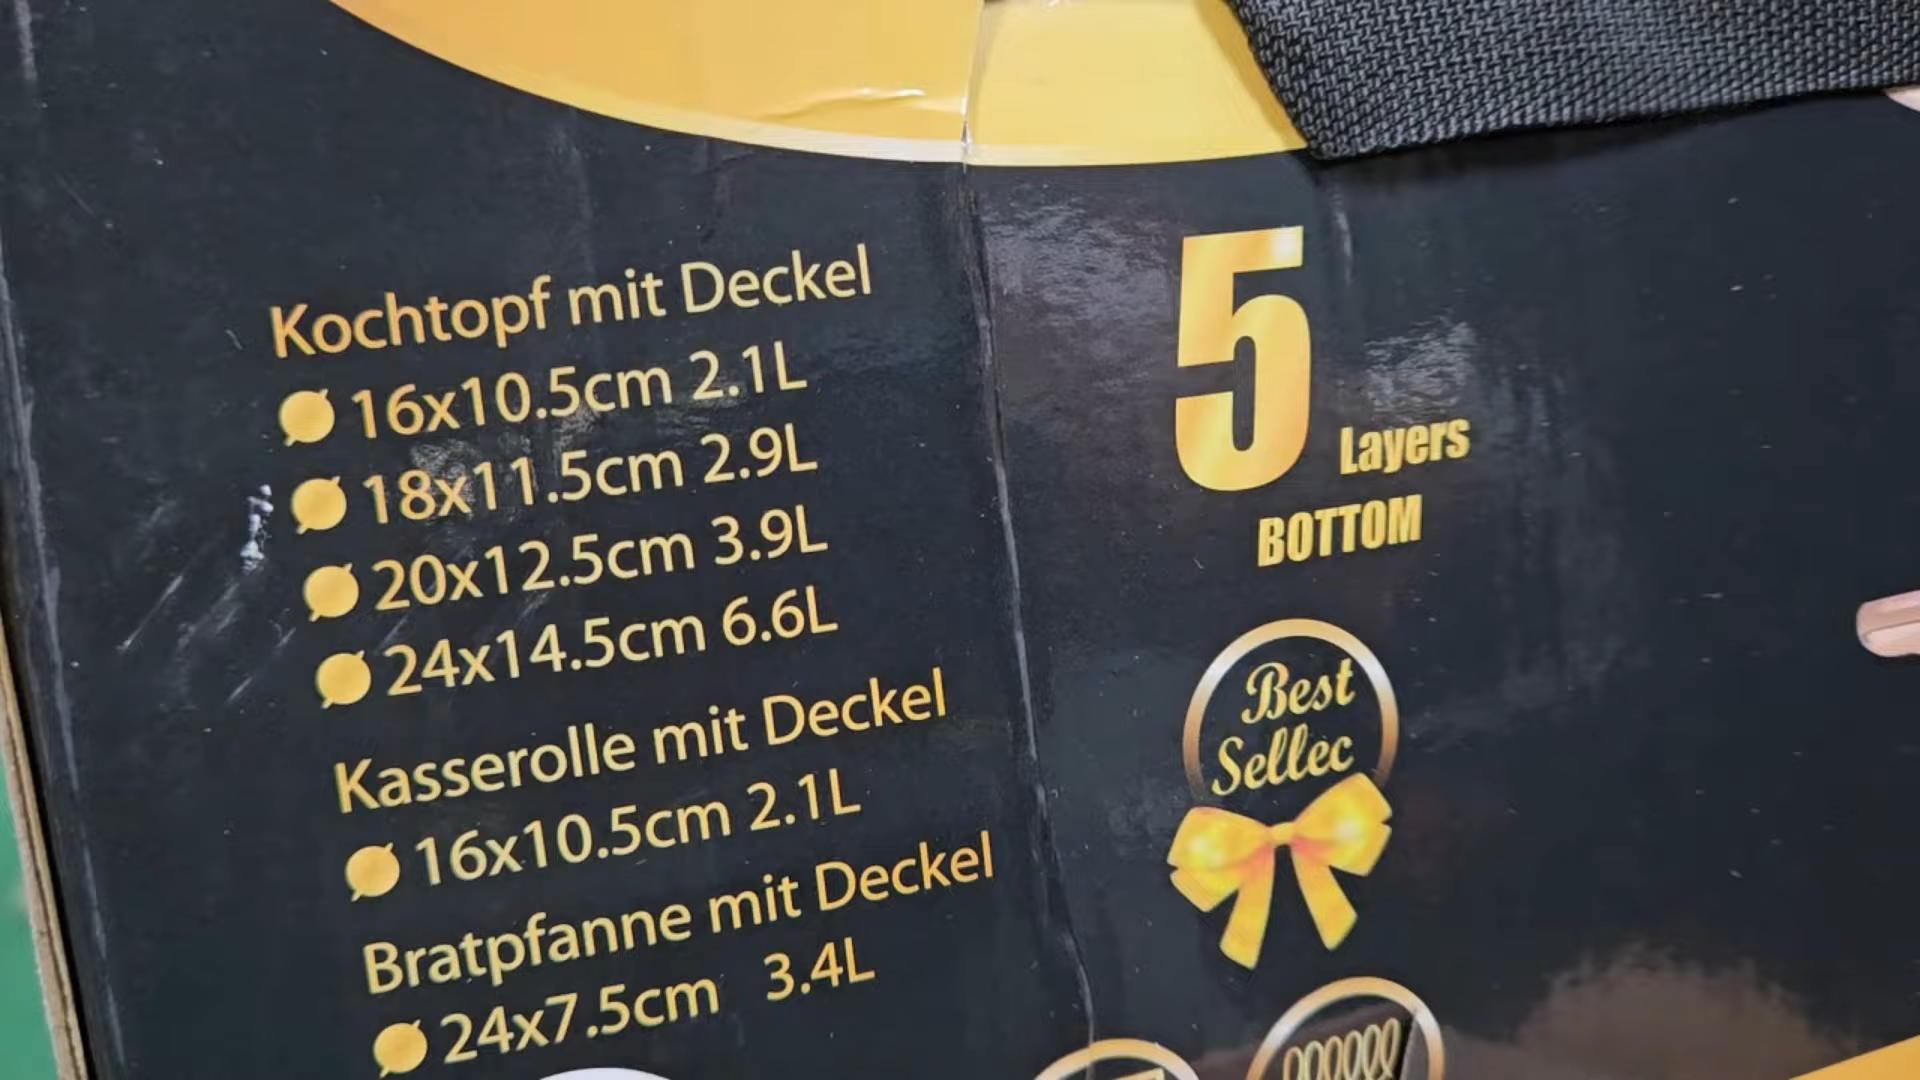 Kochtopf mit Deckel
16x10.5cm 2.1L
18x11.5cm 2.9L
20x12.5cm 3.9L
24x14.5cm 6.6L
Kasserolle mit Deckel
16x10.5cm 2.1L
Bratpfanne mit Deckel
24x7.5cm 3.4L
5 Layers
BOTTOM
Best
Sellec